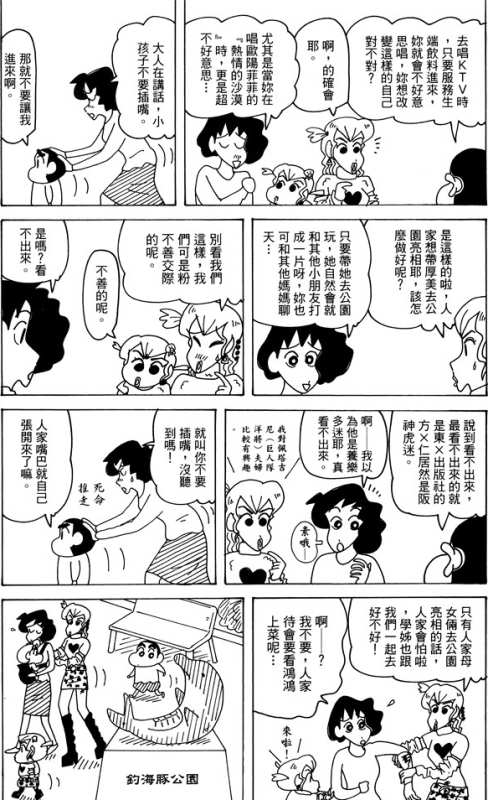 去唱KTV時
，只要服務生
端飲料進來，
妳就會不好意
思唱，妳想改
變這樣的自己
對不對？
啊，的確會
耶。
尤其是當妳在
唱歐陽菲菲的
『熱情的沙漠
』時，更是超
不好意思…
大人在講話，小
孩子不要插嘴。
那就不要讓我
進來啊。
是這樣的啦，人
家想帶厚美去公
園亮相耶，該怎
麼做好呢？
只要帶她去公園
玩，她自然會就
和其他小朋友打
成一片呀，妳也
可和其他媽媽聊
天…
別看我們
這樣，我
們可是粉
不善交際
的呢。
不善的呢。
是嗎？看
不出來。
說到看不出來，
最看不出來的就
是東×出版社的
方×仁居然是阪
神虎迷。
啊—我以
為他是養樂
多迷耶，真
看不出來。
素哦—
我對佩塔吉
尼（巨人隊
洋將）夫婦
比較有興趣
就叫你不要
插嘴，沒聽
到嗎！
死命
推走
人家嘴巴就自己
張開來了嘛。
只有人家母
女倆去公園
亮相的話，
人家會怕啦
，學姊也跟
我們一起去
好不好！
啊—？
我不要，人家
待會要看鴻鴻
上菜呢…
來啦！
釣海豚公園